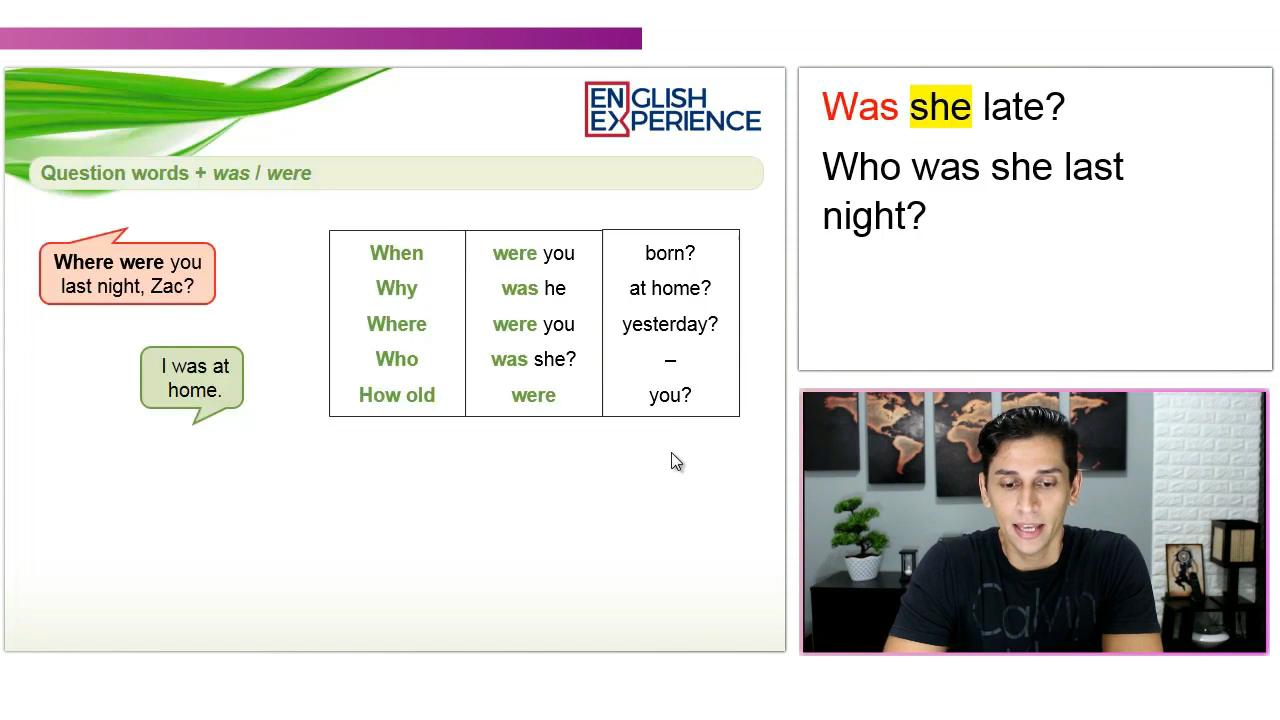 ENGLISH
EXPERIENCE
Question words + was / were
Where were you
last night, Zac?
I was at
home.
When were you born?
Why was he at home?
Where were you yesterday?
Who was she? –
How old were you?
Was she late?
Who was she last
night?
Calvin